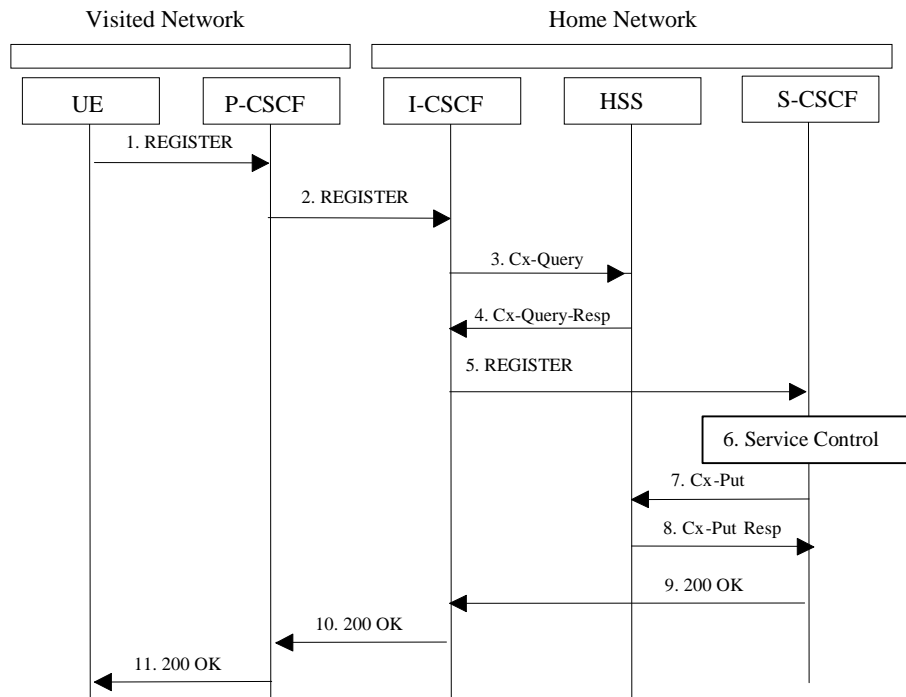 Visited Network
Home Network
UE
P-CSCF
I-CSCF
HSS
S-CSCF
1. REGISTER
2. REGISTER
3. Cx-Query
4. Cx-Query-Resp
5. REGISTER
6. Service Control
7. Cx-Put
8. Cx-Put Resp
9. 200 OK
10. 200 OK
11. 200 OK